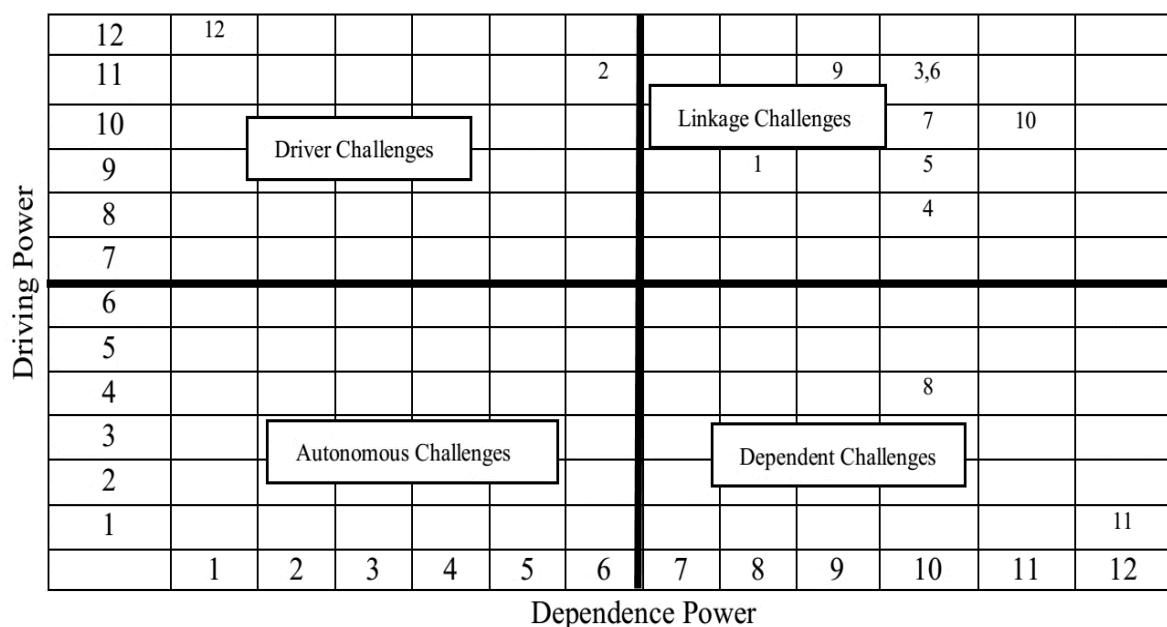 12 12
11 2 9 3,6
Linkage Challenges
10 7 10
Driver Challenges
9 1 5
8 4
7
Driving Power
6
5
4 8
3
Autonomous Challenges Dependent Challenges
2
1 11
1 2 3 4 5 6 7 8 9 10 11 12
Dependence Power